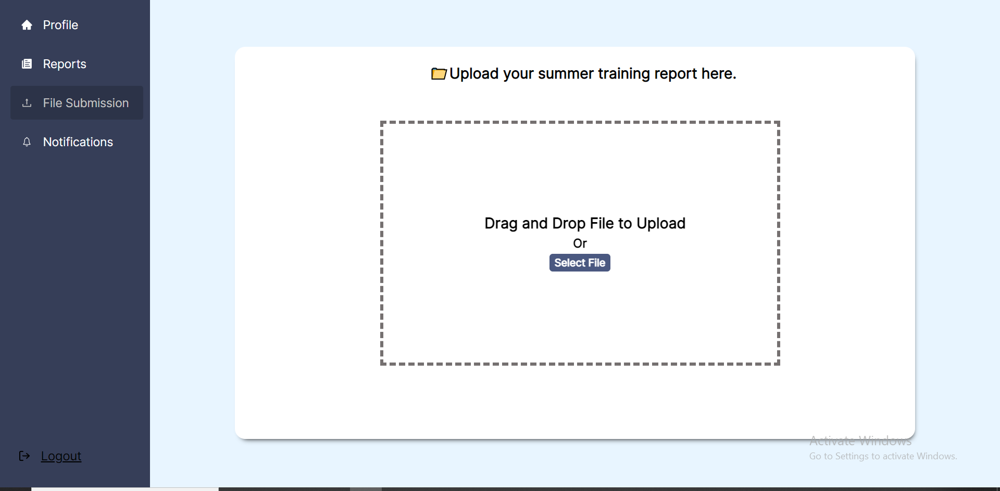 Profile
Reports
File Submission
Notifications
Logout
Upload your summer training report here.
Drag and Drop File to Upload
Or
Select File
Activate Windows
Go to Settings to activate Windows.